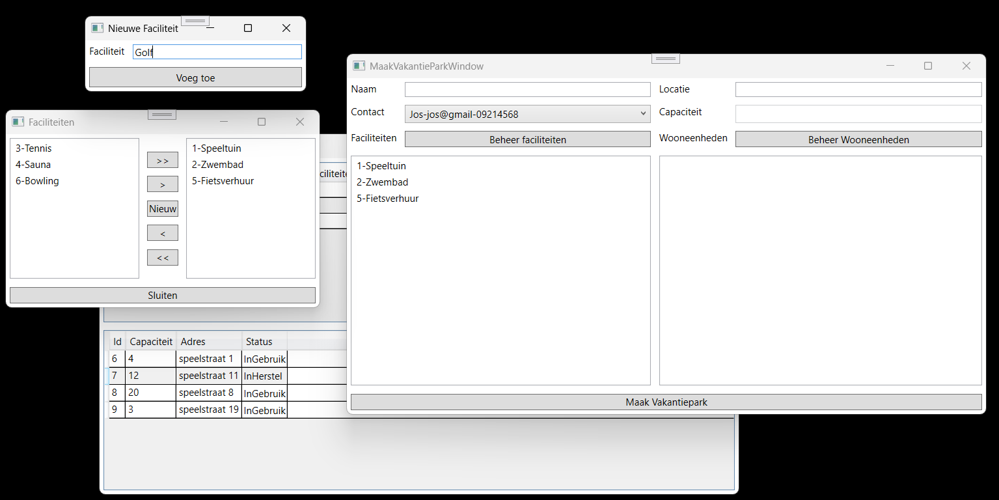 Nieuwe Faciliteit
Faciliteit Golf
Voeg toe
Faciliteiten
3-Tennis
4-Sauna
6-Bowling
>>
>
Nieuw
<
<<
1-Speeltuin
2-Zwembad
5-Fietsverhuur
Sluiten
MaakVakantieParkWindow
Naam
Locatie
Contact Jos-jos@gmail-09214568
Capaciteit
Faciliteiten Beheer faciliteiten
Wooneenheden Beheer Wooneenheden
1-Speeltuin
2-Zwembad
5-Fietsverhuur
Maak Vakantiepark
Id Capaciteit Adres Status
6 4 speelstraat 1 InGebruik
7 12 speelstraat 11 InHerstel
8 20 speelstraat 8 InGebruik
9 3 speelstraat 19 InGebruik